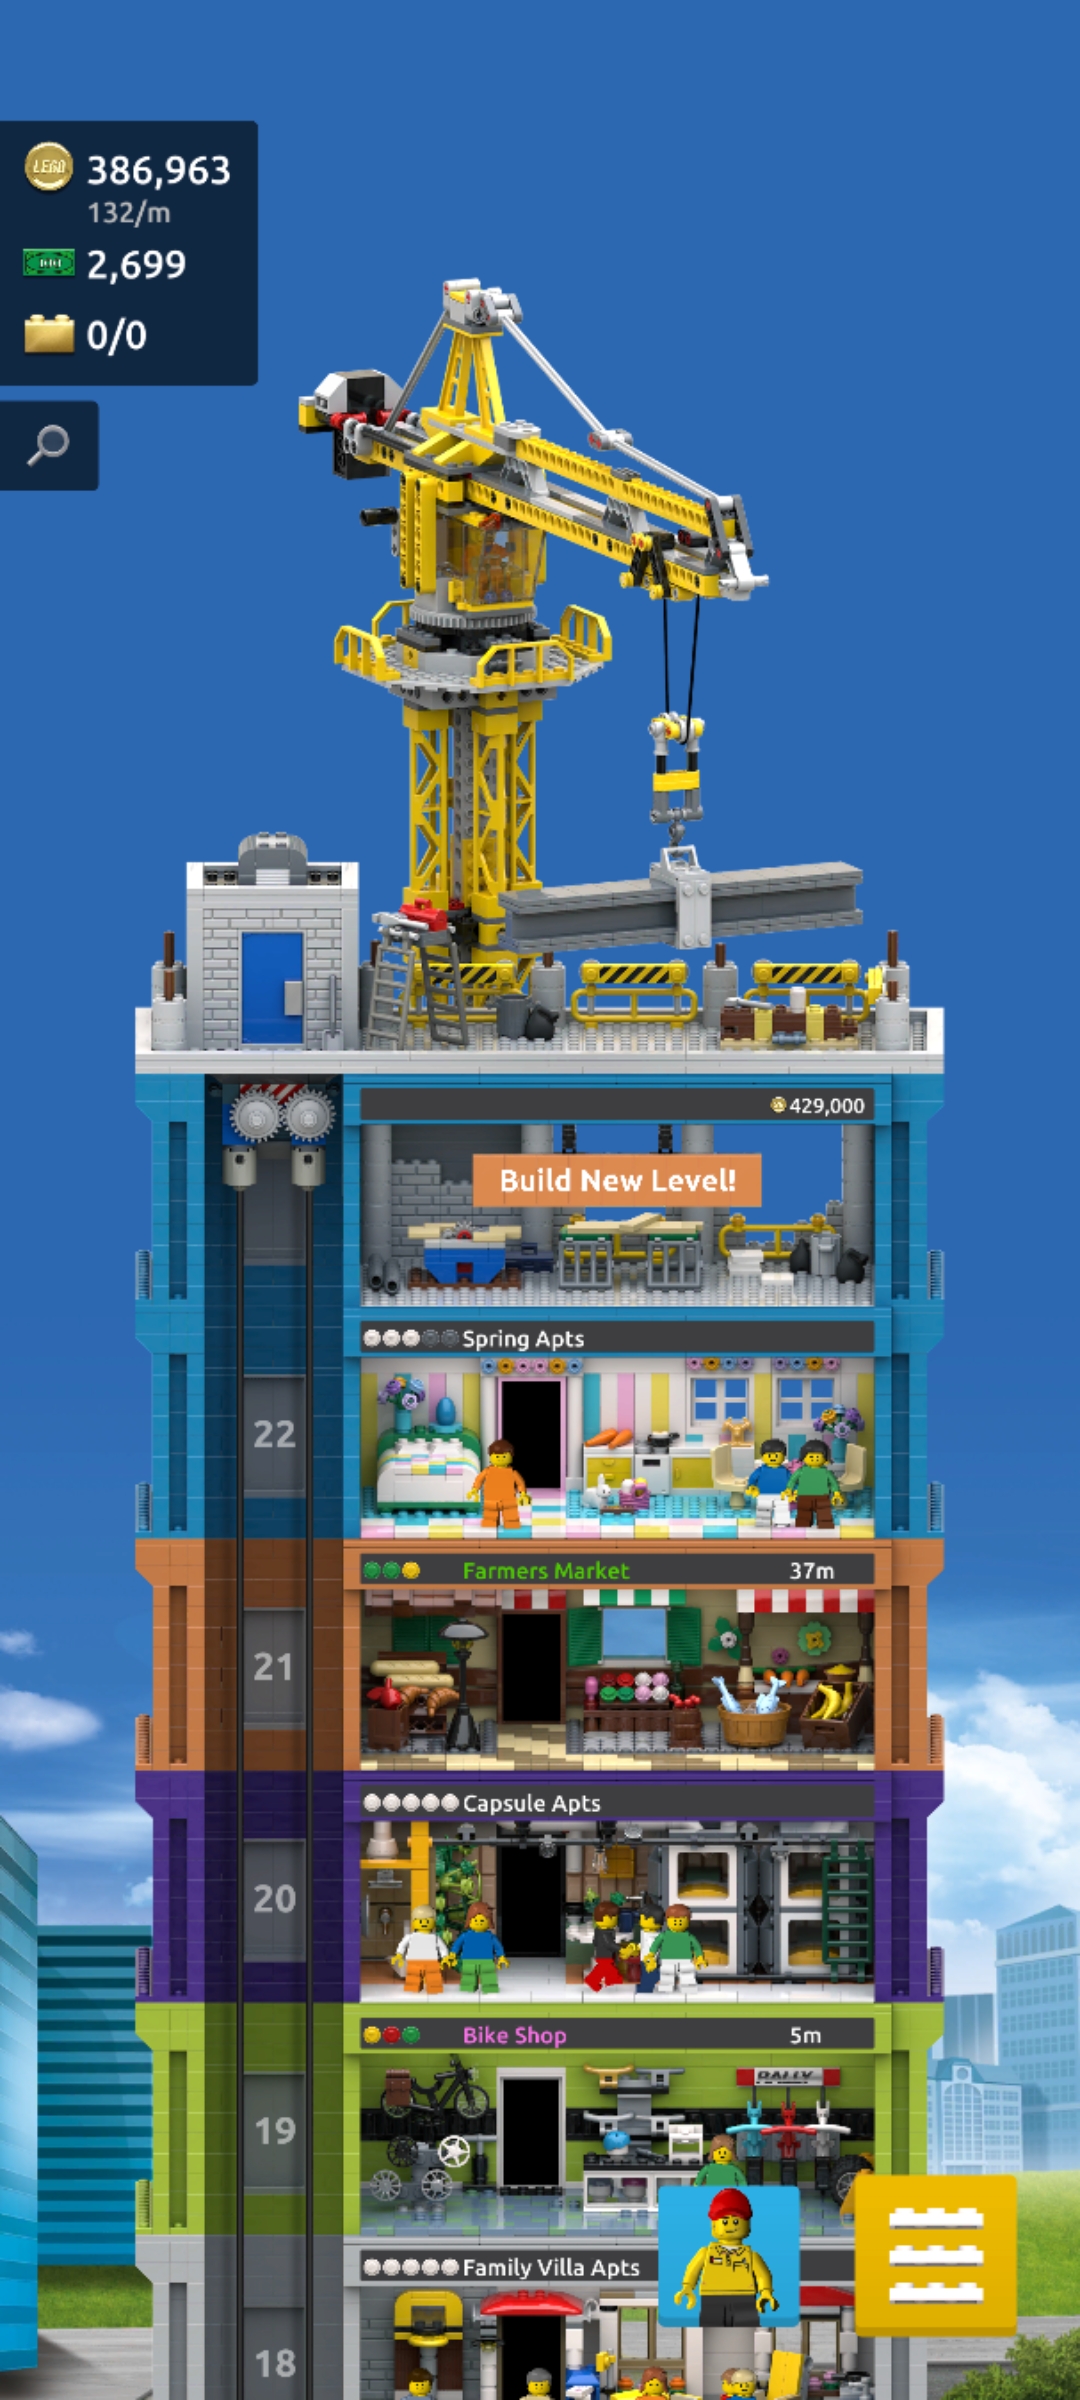 LEGO
386,963
132/m
2,699
0/0
429,000
Build New Level!
Spring Apts
22
Farmers Market 37m
21
Capsule Apts
20
Bike Shop 5m
RALLY
19
Family Villa Apts
18